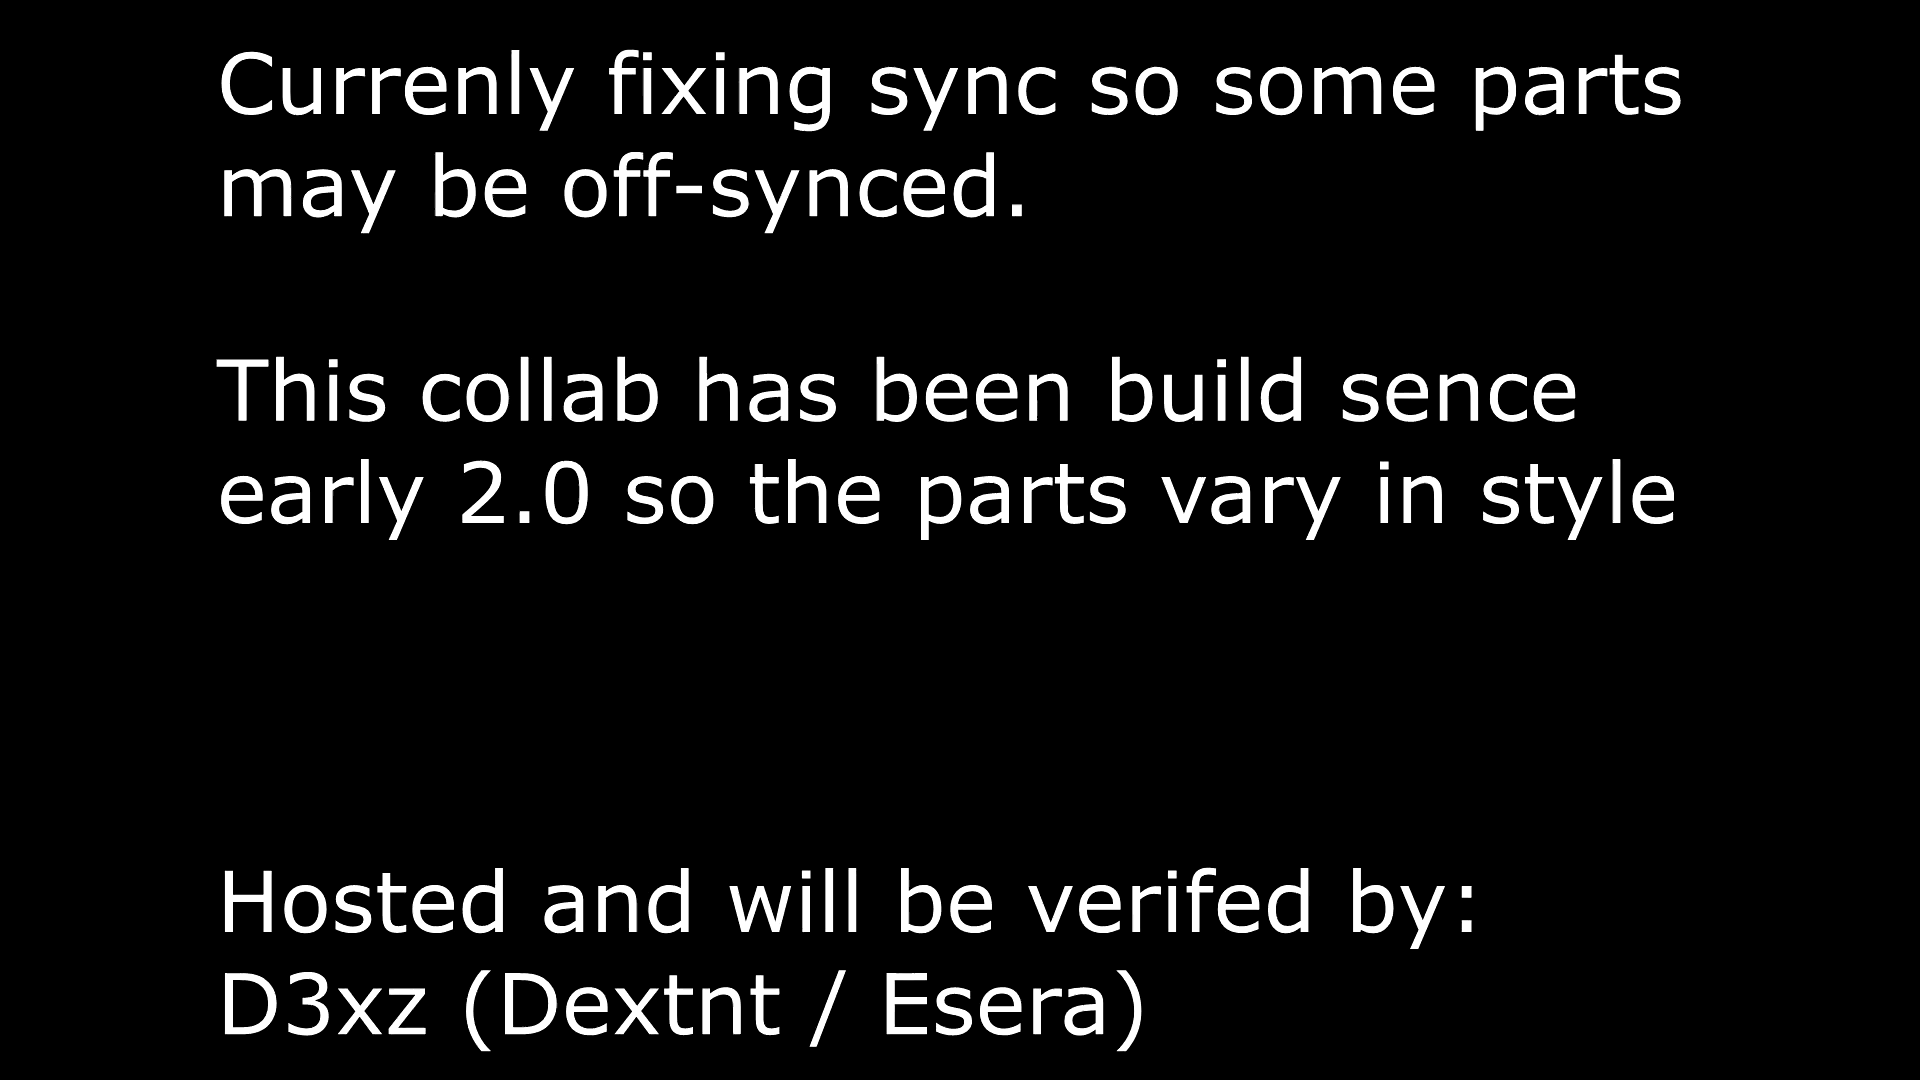 Currenly fixing sync so some parts
may be off-synced.
This collab has been build sence
early 2.0 so the parts vary in style
Hosted and will be verifed by:
D3xz (Dextnt / Esera)